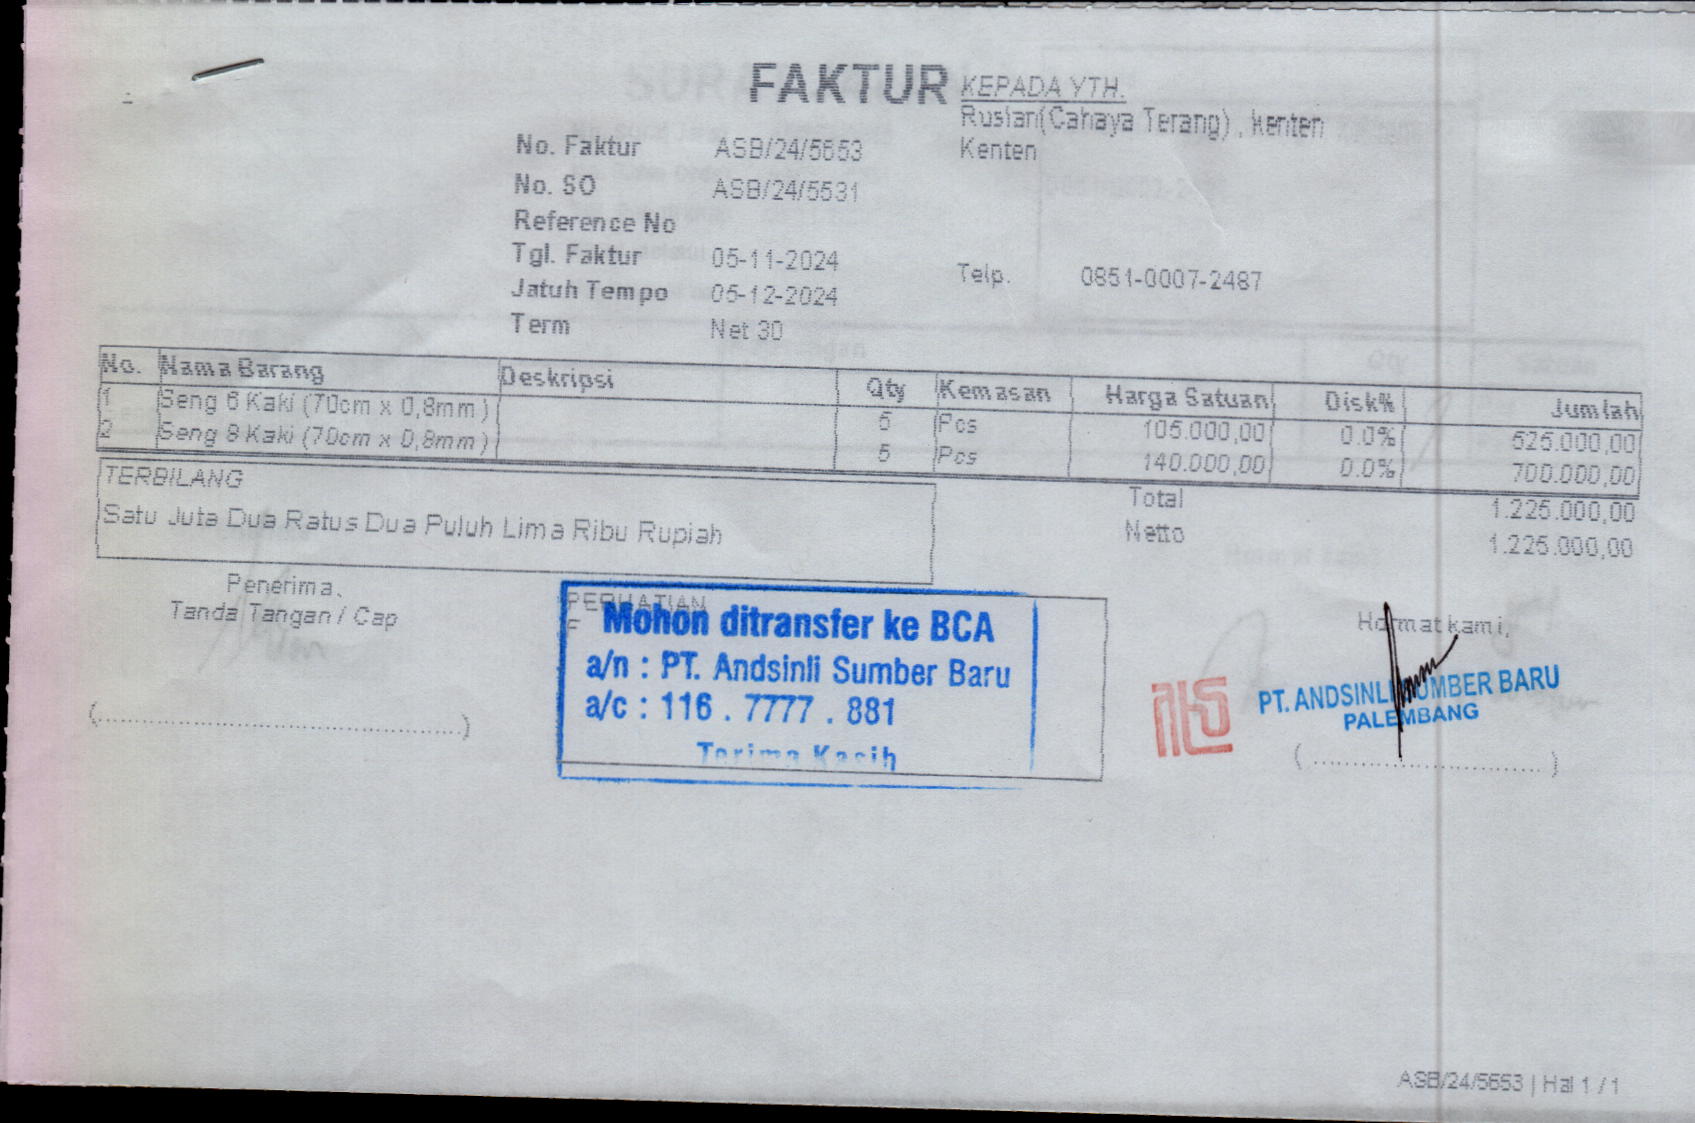 FAKTUR
KEPADA YTH.
Ruslan(Cahaya Terang), kenten
Kenten
No. Faktur ASB/24/5653
No. SO ASB/24/5531
Reference No
Tgl. Faktur 05-11-2024
Telp. 0851-0007-2487
Jatuh Tempo 05-12-2024
Term Net 30
No. Nama Barang Deskripsi Qty Kemasan Harga Satuan Disk% Jumlah
1 Seng 6 Kaki (70cm x 0,8mm) 5 Pcs 105.000,00 0.0% 525.000,00
2 Seng 8 Kaki (70cm x 0,8mm) 5 Pcs 140.000,00 0.0% 700.000,00
TERBILANG
Satu Juta Dua Ratus Dua Puluh Lima Ribu Rupiah
Total 1.225.000,00
Netto 1.225.000,00
Penerima,
Tanda Tangan / Cap
(..............................................)
PERHATIAN
Mohon ditransfer ke BCA
a/n : PT. Andsinli Sumber Baru
a/c : 116 . 7777 . 881
Terima Kasih
Hormat kami,
PT. ANDSINLI SUMBER BARU
PALEMBANG
(..............................)
ASB/24/5653 | Hal 1 / 1